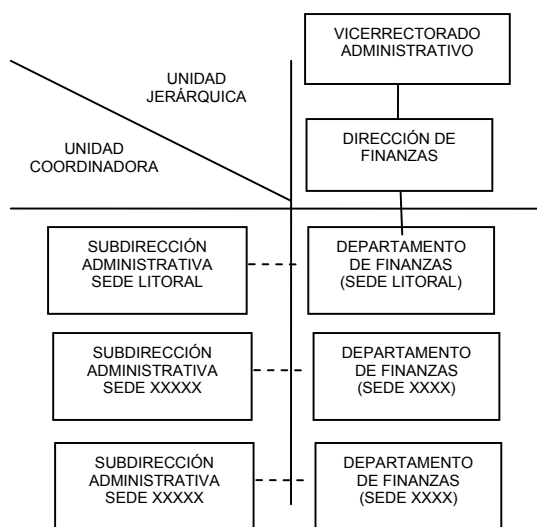 VICERRECTORADO
ADMINISTRATIVO
UNIDAD
JERÁRQUICA
UNIDAD
COORDINADORA
DIRECCIÓN DE
FINANZAS
SUBDIRECCIÓN
ADMINISTRATIVA
SEDE LITORAL
DEPARTAMENTO
DE FINANZAS
(SEDE LITORAL)
SUBDIRECCIÓN
ADMINISTRATIVA
SEDE XXXXX
DEPARTAMENTO
DE FINANZAS
(SEDE XXXX)
SUBDIRECCIÓN
ADMINISTRATIVA
SEDE XXXXX
DEPARTAMENTO
DE FINANZAS
(SEDE XXXX)